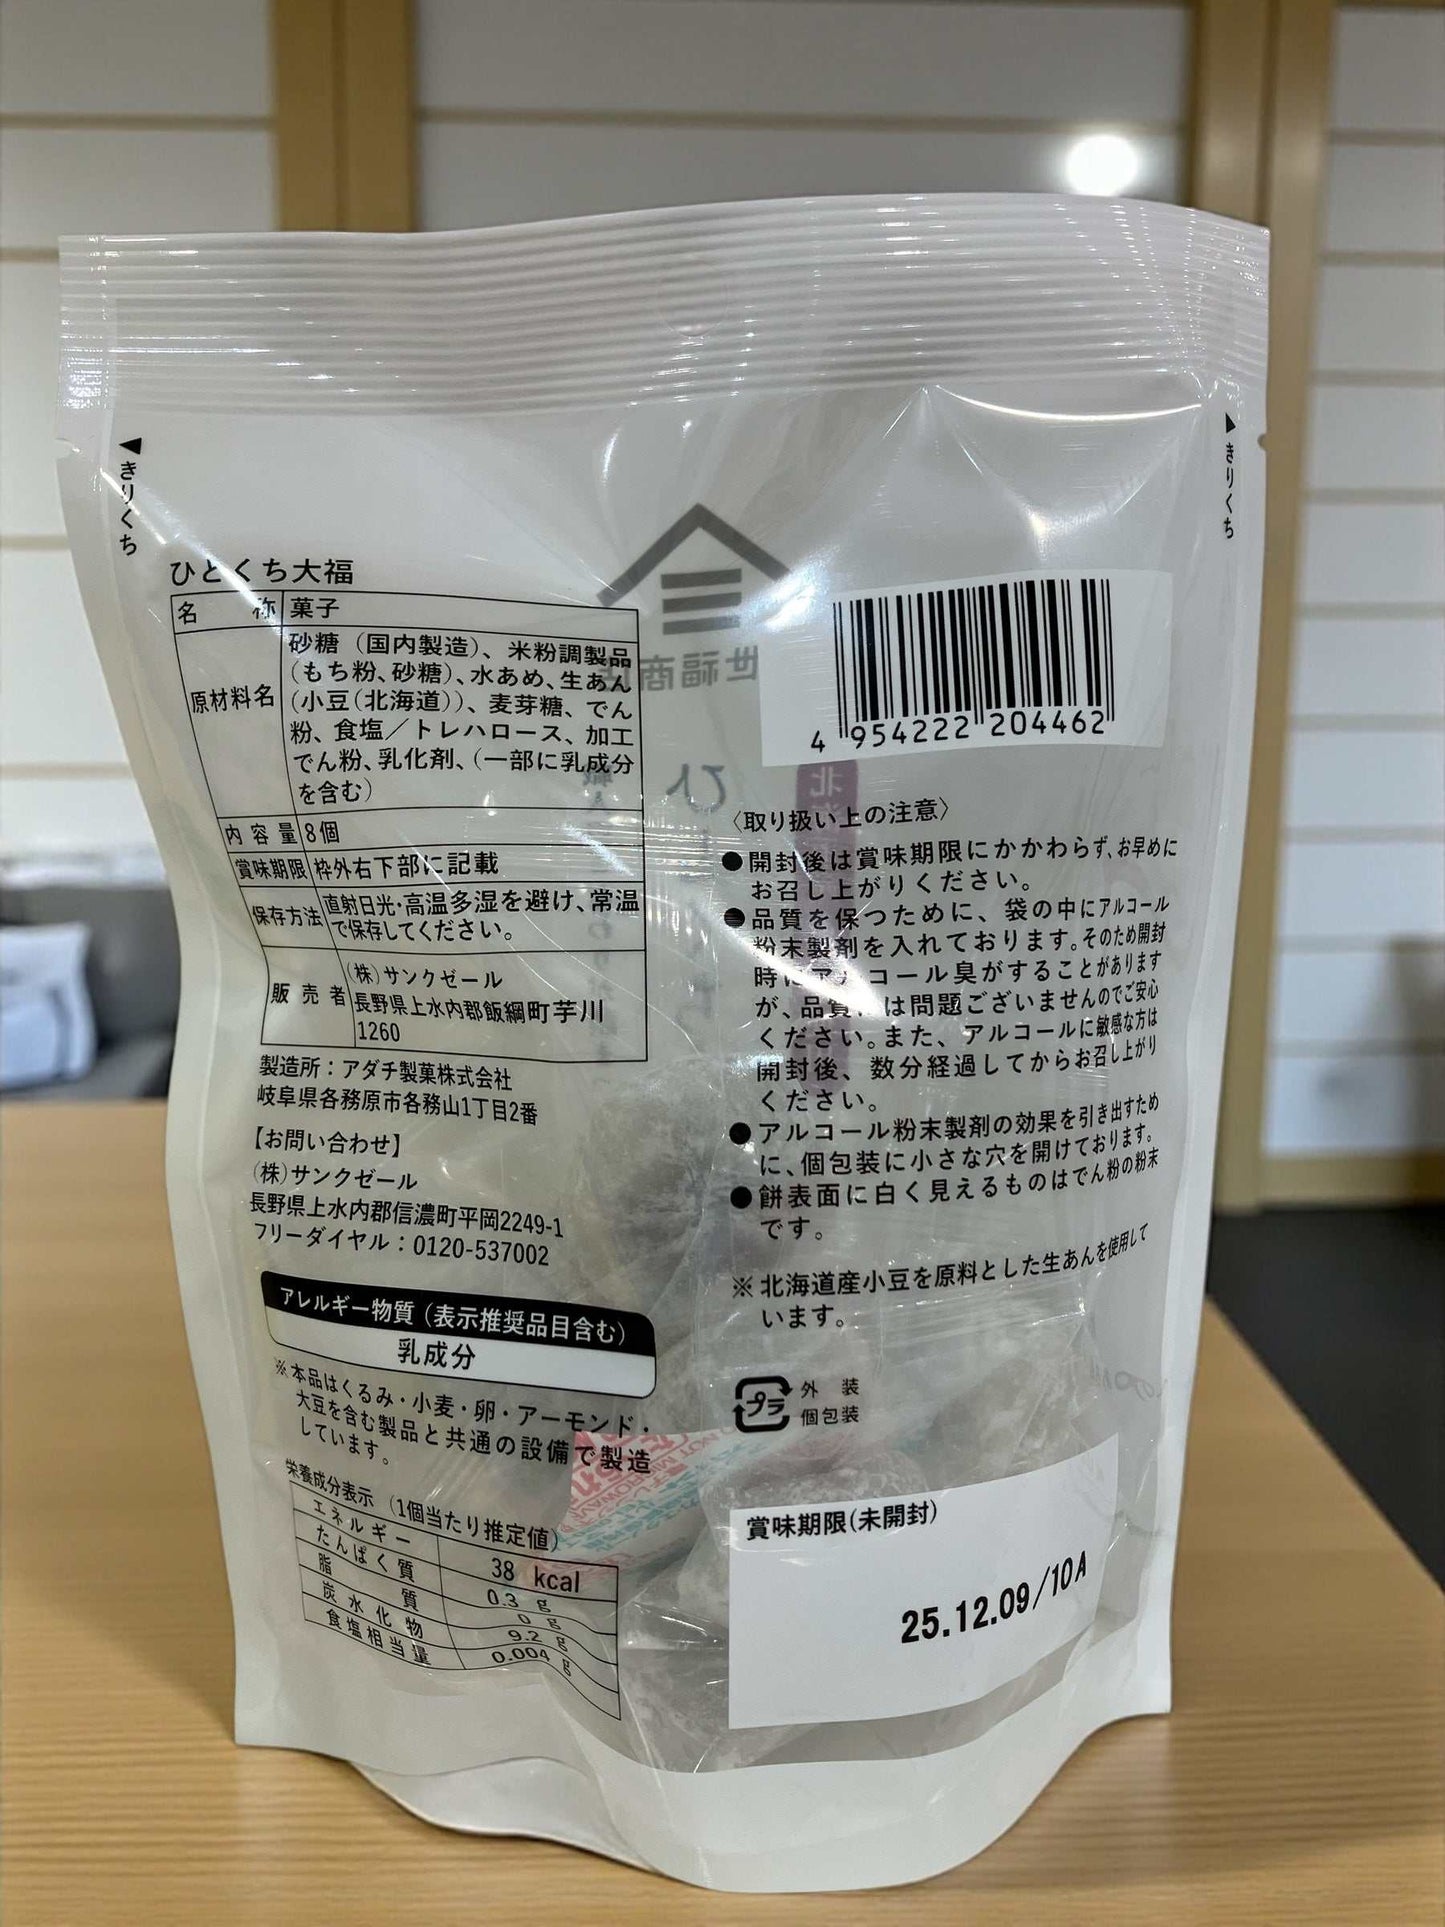 きりくち
きりくち
ひとくち大福
名称 菓子
原材料名
砂糖（国内製造）、米粉調製品
(もち粉、砂糖)、水あめ、生あん
(小豆(北海道))、麦芽糖、でん
粉、食塩／トレハロース、加工
でん粉、乳化剤、(一部に乳成分
を含む)
内容量 8個
賞味期限 枠外右下部に記載
保存方法 直射日光・高温多湿を避け、常温
で保存してください。
販売者 (株)サンクゼール
長野県上水内郡飯綱町芋川
1260
製造所：アダチ製菓株式会社
岐阜県各務原市各務山1丁目2番
【お問い合わせ】
(株)サンクゼール
長野県上水内郡信濃町平岡2249-1
フリーダイヤル：0120-537002
アレルギー物質（表示推奨品目含む）
乳成分
※本品はくるみ・小麦・卵・アーモンド・
大豆を含む製品と共通の設備で製造
しています。
栄養成分表示（1個当たり推定値）
エネルギー 38 kcal
たんぱく質 0.3 g
脂質 0 g
炭水化物 9.2 g
食塩相当量 0.004 g
世福商店
ひ
北
4 954222 204462
〈取り扱い上の注意〉
●開封後は賞味期限にかかわらず、お早めに
お召し上がりください。
●品質を保つために、袋の中にアルコール
粉末製剤を入れております。そのため開封
時にアルコール臭がすることがあります
が、品質には問題ございませんのでご安心
ください。また、アルコールに敏感な方は
開封後、数分経過してからお召し上がり
ください。
●アルコール粉末製剤の効果を引き出すため
に、個包装に小さな穴を開けております。
●餅表面に白く見えるものはでん粉の粉末
です。
※北海道産小豆を原料とした生あんを使用して
います。
プラ
外装
個包装
賞味期限(未開封)
25.12.09/10A